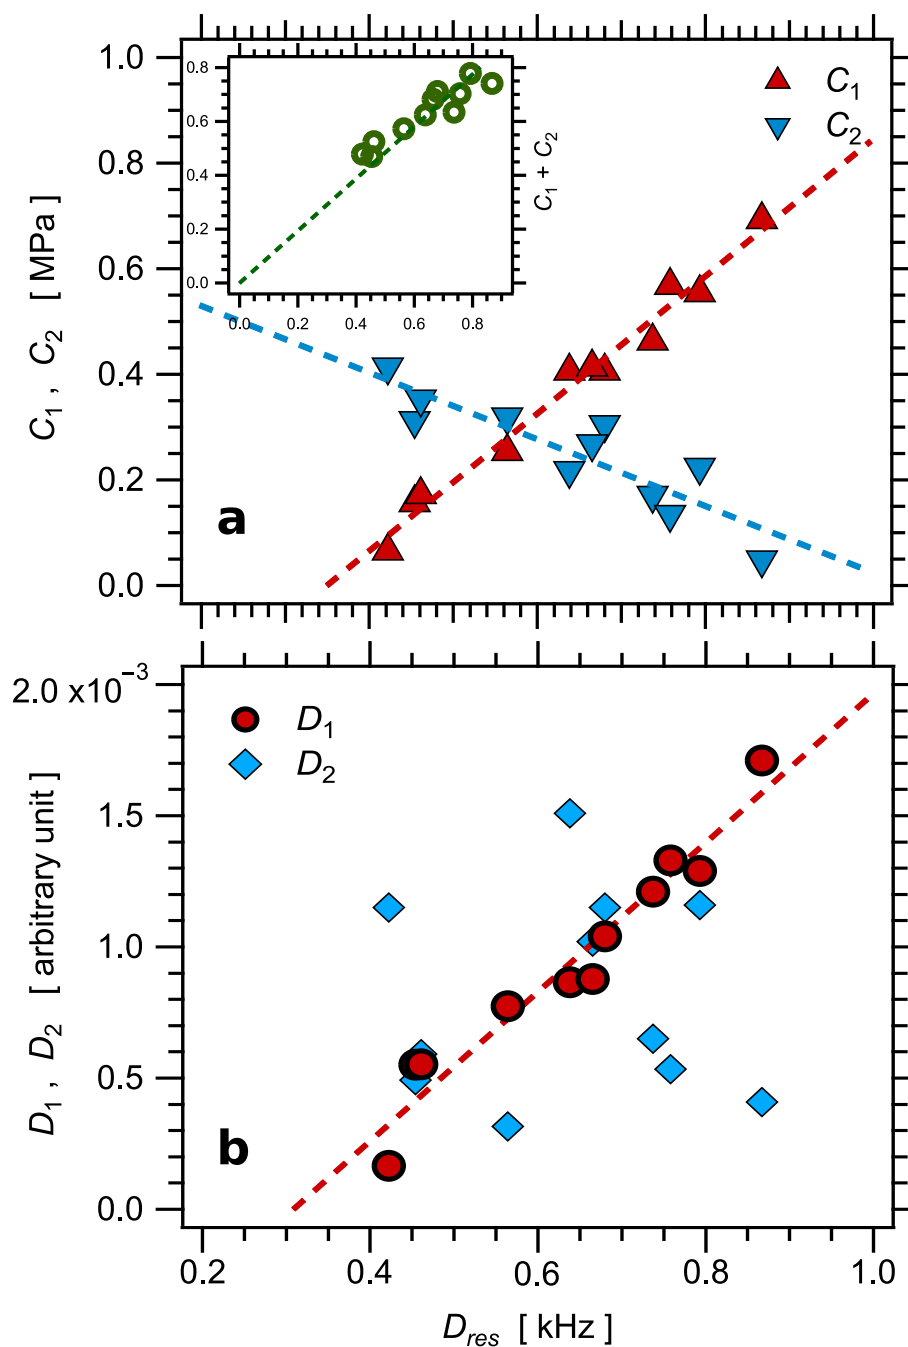 C1 , C2 [ MPa]
1.0
0.8
0.6
0.4
0.2
0.0
C1
C2
0.8
0.6
0.4
0.2
0.0
0.0 0.2 0.4 0.6 0.8
C1 + C2
a
D1 , D2 [ arbitrary unit]
2.0 x10−3
1.5
1.0
0.5
0.0
D1
D2
b
0.2 0.4 0.6 0.8 1.0
Dres [ kHz ]